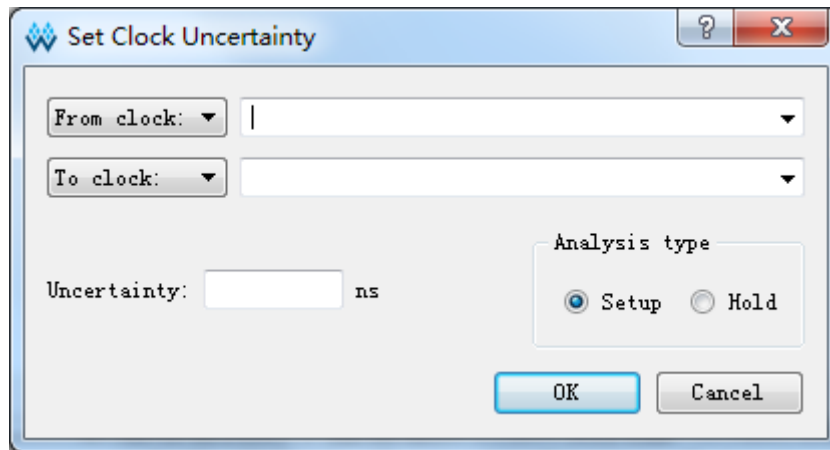 Set Clock Uncertainty
?
From clock:
To clock:
Analysis type
Uncertainty: ns
Setup Hold
OK Cancel